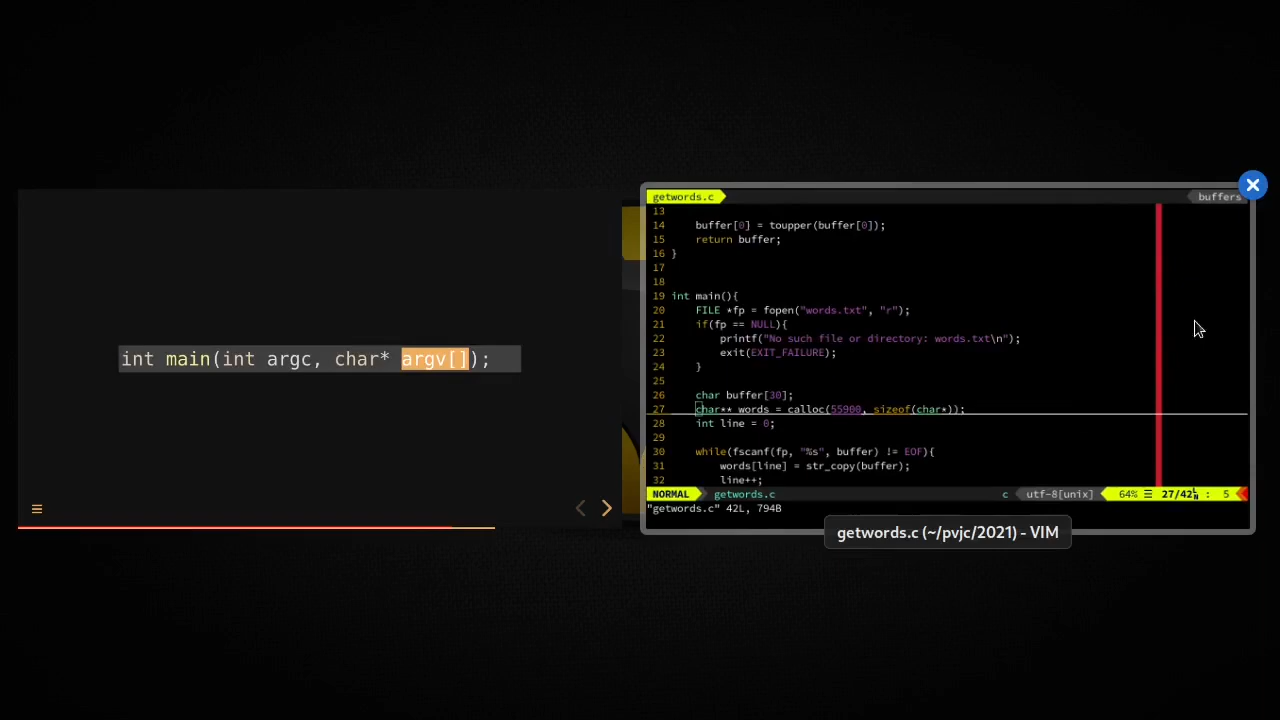 int main(int argc, char* argv[]);
getwords.c
buffers
13
14 buffer[0] = toupper(buffer[0]);
15 return buffer;
16 }
17
18
19 int main(){
20 FILE *fp = fopen("words.txt", "r");
21 if(fp == NULL){
22 printf("No such file or directory: words.txt\n");
23 exit(EXIT_FAILURE);
24 }
25
26 char buffer[30];
27 char** words = calloc(55900, sizeof(char*));
28 int line = 0;
29
30 while(fscanf(fp, "%s", buffer) != EOF){
31 words[line] = str_copy(buffer);
32 line++;
NORMAL getwords.c c utf-8[unix] 64% ☰ 27/42 : 5
"getwords.c" 42L, 794B
getwords.c (~/pvjc/2021) - VIM